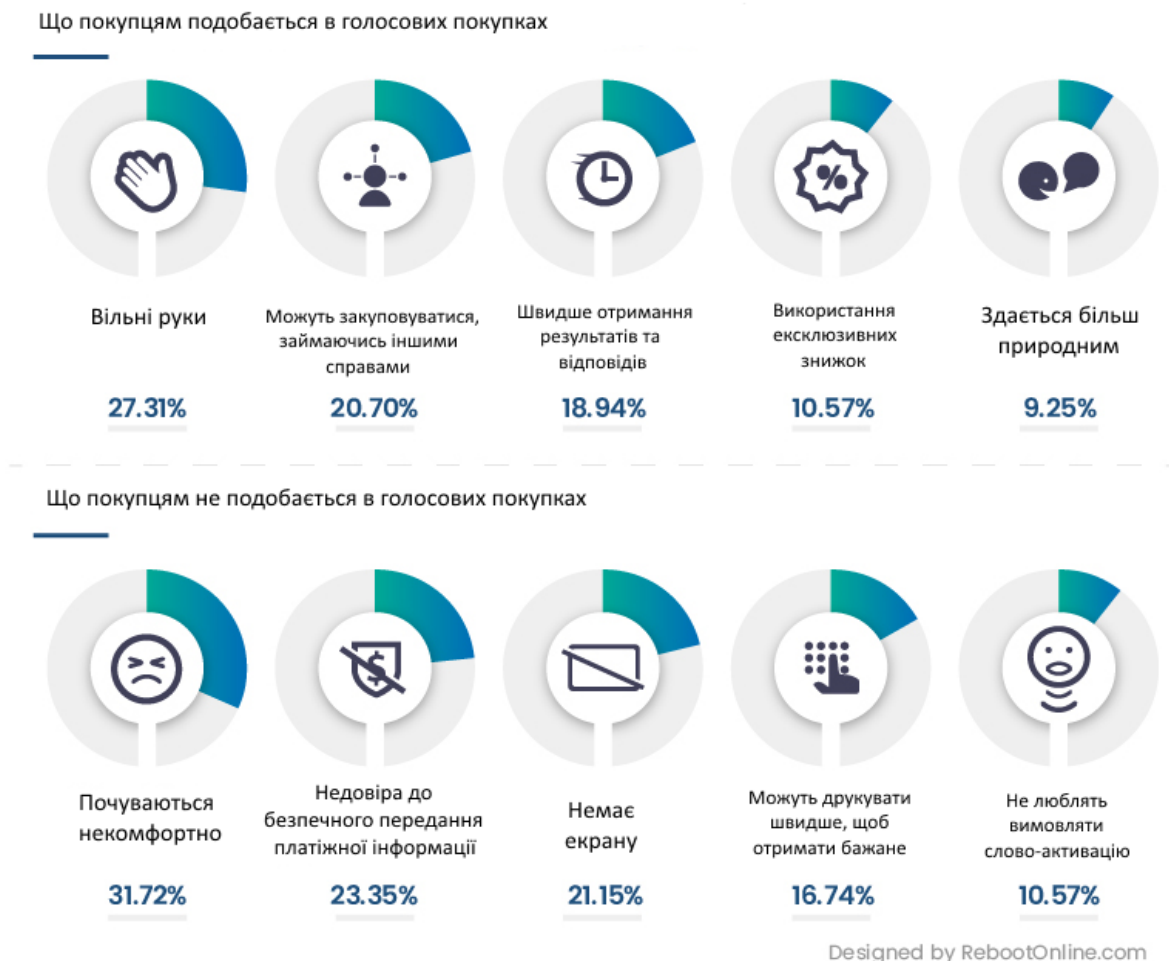 Що покупцям подобається в голосових покупках
%
Вільні руки
27.31%
Можуть закуповуватися,
займаючись іншими
справами
20.70%
Швидше отримання
результатів та
відповідів
18.94%
Використання
ексклюзивних
знижок
10.57%
Здається більш
природним
9.25%
Що покупцям не подобається в голосових покупках
$
Почуваються
некомфортно
31.72%
Недовіра до
безпечного передання
платіжної інформації
23.35%
Немає
екрану
21.15%
Можуть друкувати
швидше, щоб
отримати бажане
16.74%
Не люблять
вимовляти
слово-активацію
10.57%
Designed by RebootOnline.com